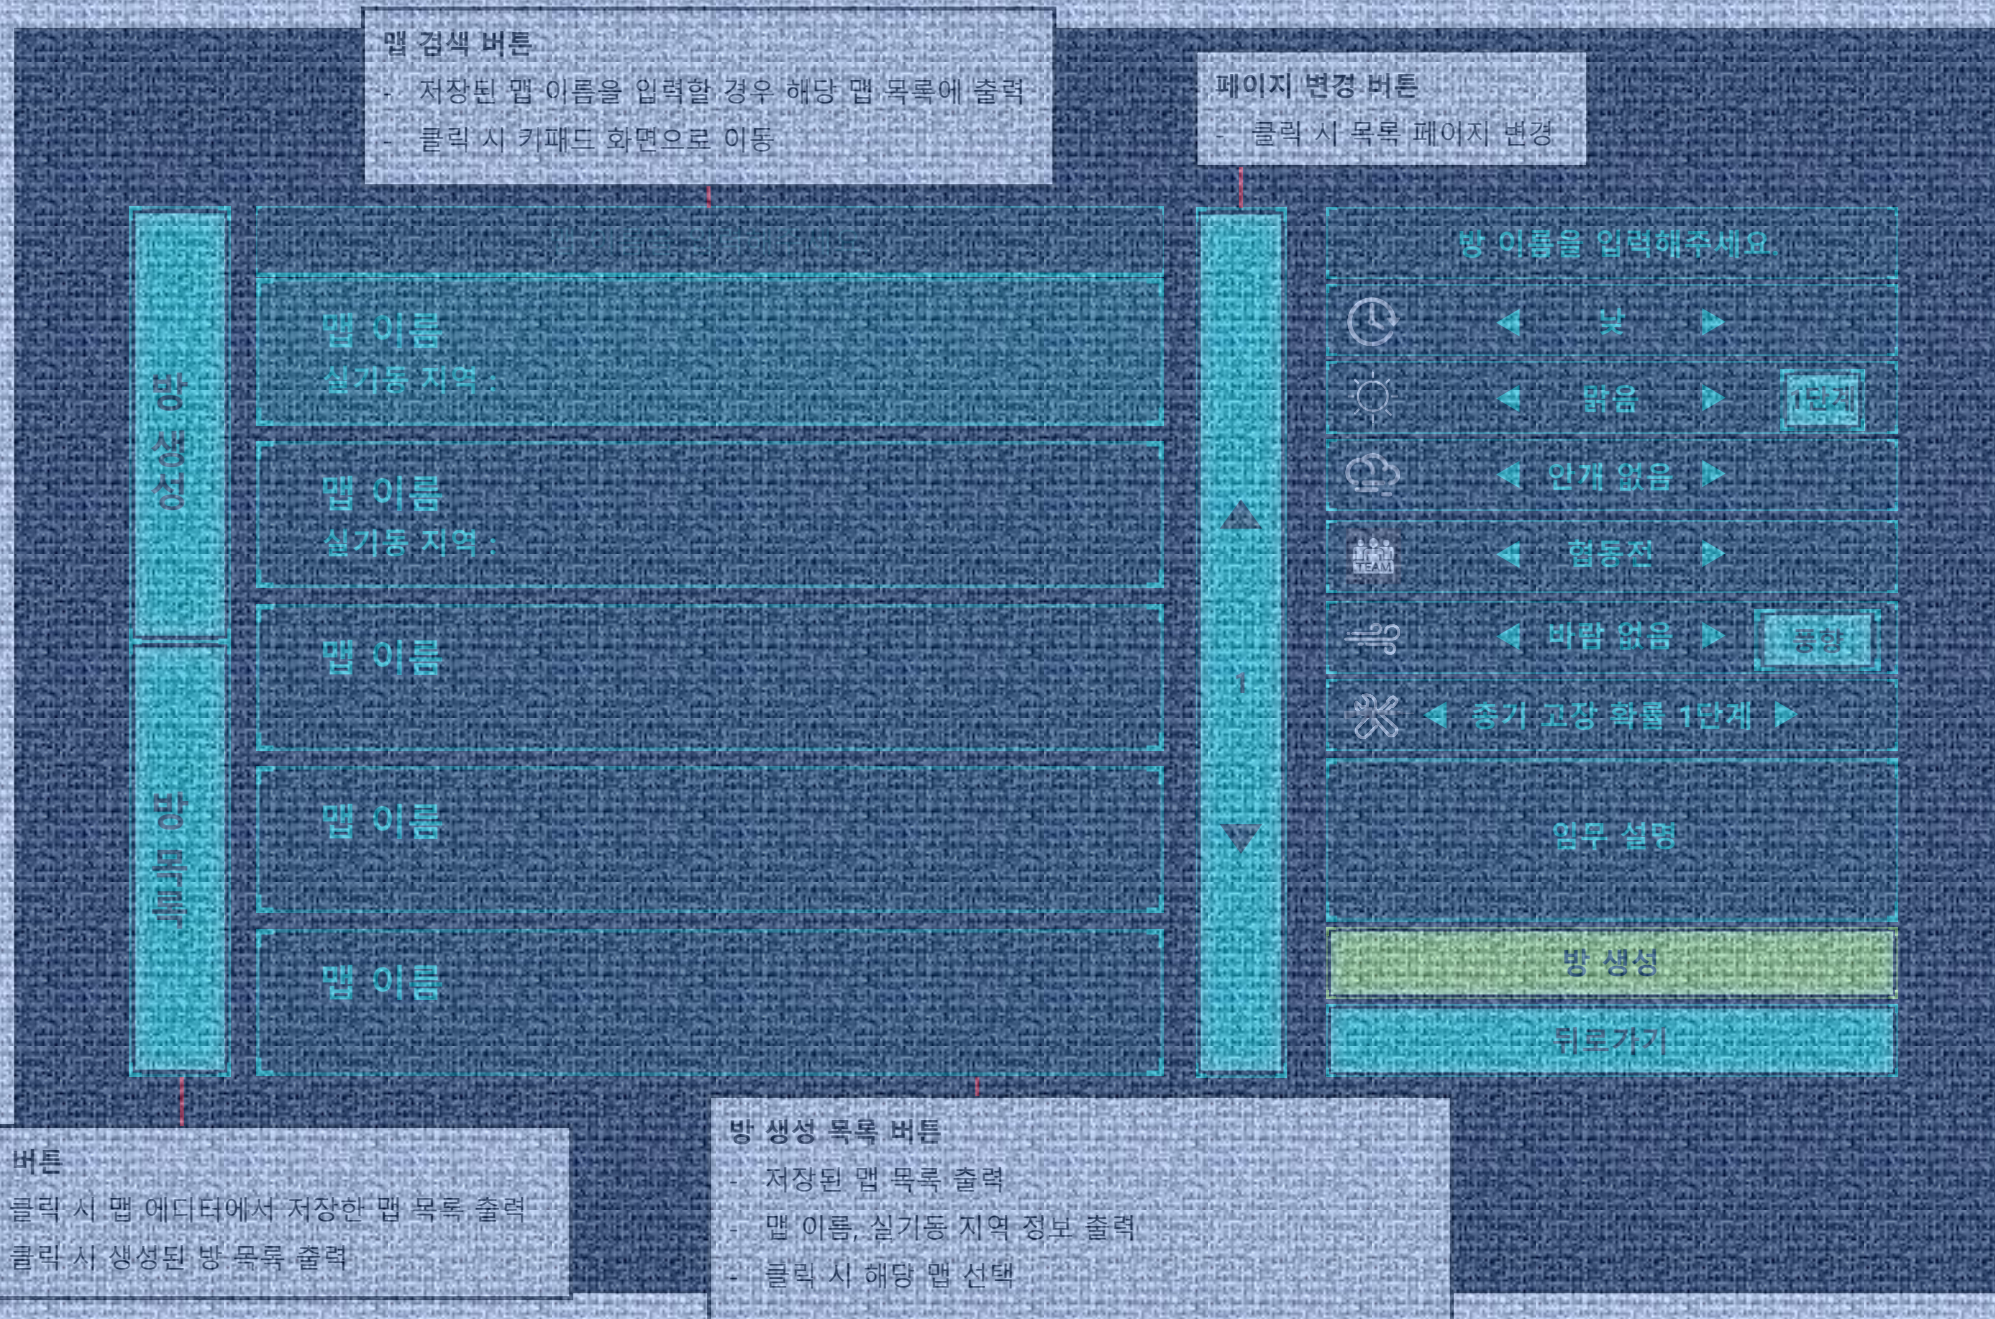 맵 검색 버튼
- 저장된 맵 이름을 입력할 경우 해당 맵 목록에 출력
- 클릭 시 키패드 화면으로 이동
페이지 변경 버튼
- 클릭 시 목록 페이지 변경
방 생성
방 목록
맵 이름
실기동 지역 :
맵 이름
실기동 지역 :
맵 이름
맵 이름
맵 이름
1
방 이름을 입력해주세요.
낮
맑음
1단계
안개 없음
TEAM
협동전
바람 없음
풍향
총기 고장 확률 1단계
임무 설명
방 생성
뒤로가기
버튼
클릭 시 맵 에디터에서 저장한 맵 목록 출력
클릭 시 생성된 방 목록 출력
방 생성 목록 버튼
- 저장된 맵 목록 출력
- 맵 이름, 실기동 지역 정보 출력
- 클릭 시 해당 맵 선택